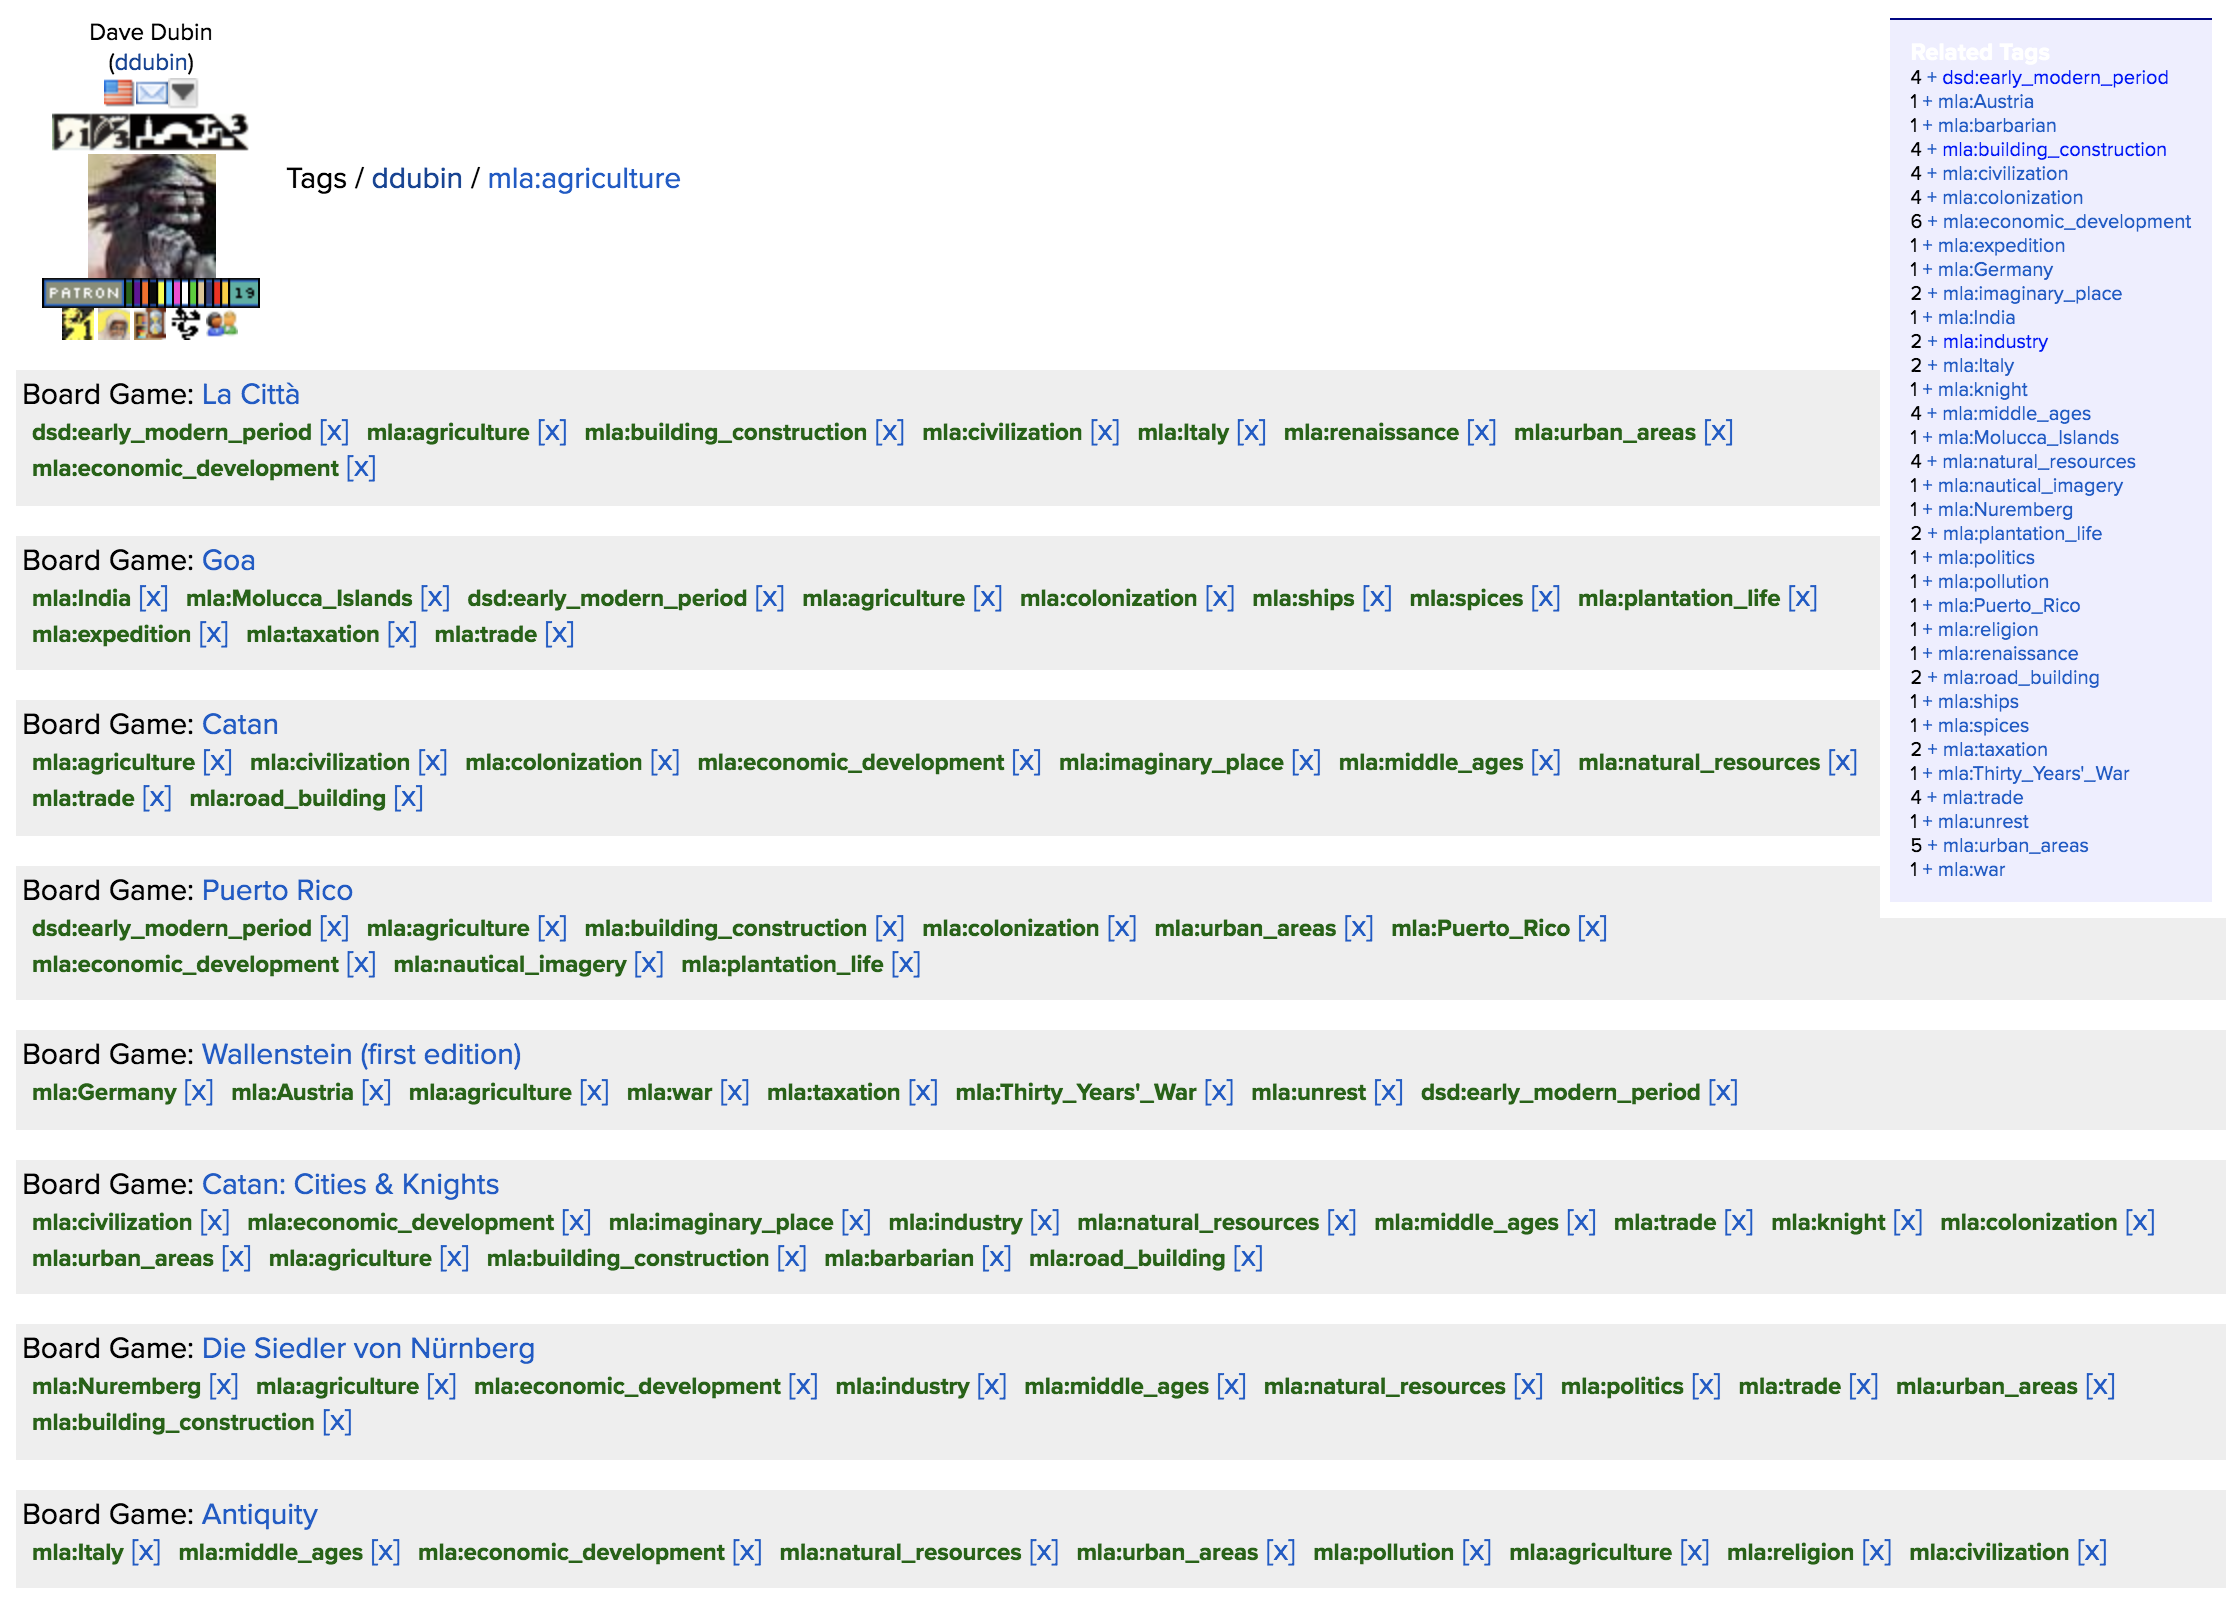 Dave Dubin
(ddubin)
PATRON 19
Tags / ddubin / mla:agriculture
Related Tags
4 + dsd:early_modern_period
1 + mla:Austria
1 + mla:barbarian
4 + mla:building_construction
4 + mla:civilization
4 + mla:colonization
6 + mla:economic_development
1 + mla:expedition
1 + mla:Germany
2 + mla:imaginary_place
1 + mla:India
2 + mla:industry
2 + mla:Italy
1 + mla:knight
4 + mla:middle_ages
1 + mla:Molucca_Islands
4 + mla:natural_resources
1 + mla:nautical_imagery
1 + mla:Nuremberg
2 + mla:plantation_life
1 + mla:politics
1 + mla:pollution
1 + mla:Puerto_Rico
1 + mla:religion
1 + mla:renaissance
2 + mla:road_building
1 + mla:ships
1 + mla:spices
2 + mla:taxation
1 + mla:Thirty_Years'_War
4 + mla:trade
1 + mla:unrest
5 + mla:urban_areas
1 + mla:war
Board Game: La Città
dsd:early_modern_period [X] mla:agriculture [X] mla:building_construction [X] mla:civilization [X] mla:Italy [X] mla:renaissance [X] mla:urban_areas [X]
mla:economic_development [X]
Board Game: Goa
mla:India [X] mla:Molucca_Islands [X] dsd:early_modern_period [X] mla:agriculture [X] mla:colonization [X] mla:ships [X] mla:spices [X] mla:plantation_life [X]
mla:expedition [X] mla:taxation [X] mla:trade [X]
Board Game: Catan
mla:agriculture [X] mla:civilization [X] mla:colonization [X] mla:economic_development [X] mla:imaginary_place [X] mla:middle_ages [X] mla:natural_resources [X]
mla:trade [X] mla:road_building [X]
Board Game: Puerto Rico
dsd:early_modern_period [X] mla:agriculture [X] mla:building_construction [X] mla:colonization [X] mla:urban_areas [X] mla:Puerto_Rico [X]
mla:economic_development [X] mla:nautical_imagery [X] mla:plantation_life [X]
Board Game: Wallenstein (first edition)
mla:Germany [X] mla:Austria [X] mla:agriculture [X] mla:war [X] mla:taxation [X] mla:Thirty_Years'_War [X] mla:unrest [X] dsd:early_modern_period [X]
Board Game: Catan: Cities & Knights
mla:civilization [X] mla:economic_development [X] mla:imaginary_place [X] mla:industry [X] mla:natural_resources [X] mla:middle_ages [X] mla:trade [X] mla:knight [X] mla:colonization [X]
mla:urban_areas [X] mla:agriculture [X] mla:building_construction [X] mla:barbarian [X] mla:road_building [X]
Board Game: Die Siedler von Nürnberg
mla:Nuremberg [X] mla:agriculture [X] mla:economic_development [X] mla:industry [X] mla:middle_ages [X] mla:natural_resources [X] mla:politics [X] mla:trade [X] mla:urban_areas [X]
mla:building_construction [X]
Board Game: Antiquity
mla:Italy [X] mla:middle_ages [X] mla:economic_development [X] mla:natural_resources [X] mla:urban_areas [X] mla:pollution [X] mla:agriculture [X] mla:religion [X] mla:civilization [X]